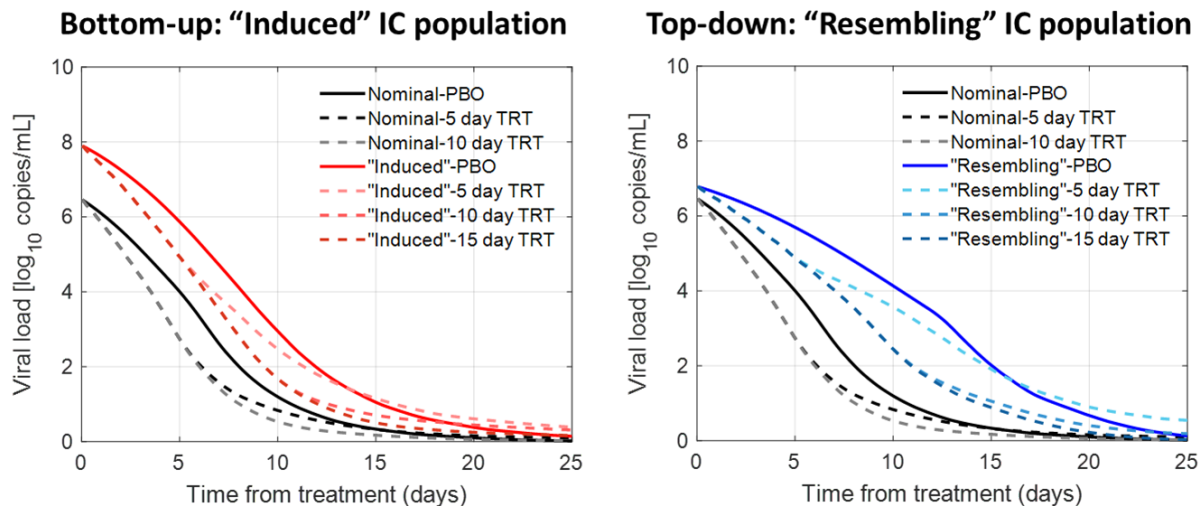 Bottom-up: “Induced” IC population
10
8
6
4
2
0
Viral load [log10 copies/mL]
Nominal-PBO
Nominal-5 day TRT
Nominal-10 day TRT
"Induced"-PBO
"Induced"-5 day TRT
"Induced"-10 day TRT
"Induced"-15 day TRT
0 5 10 15 20 25
Time from treatment (days)
Top-down: “Resembling” IC population
10
8
6
4
2
0
Viral load [log10 copies/mL]
Nominal-PBO
Nominal-5 day TRT
Nominal-10 day TRT
"Resembling"-PBO
"Resembling"-5 day TRT
"Resembling"-10 day TRT
"Resembling"-15 day TRT
0 5 10 15 20 25
Time from treatment (days)